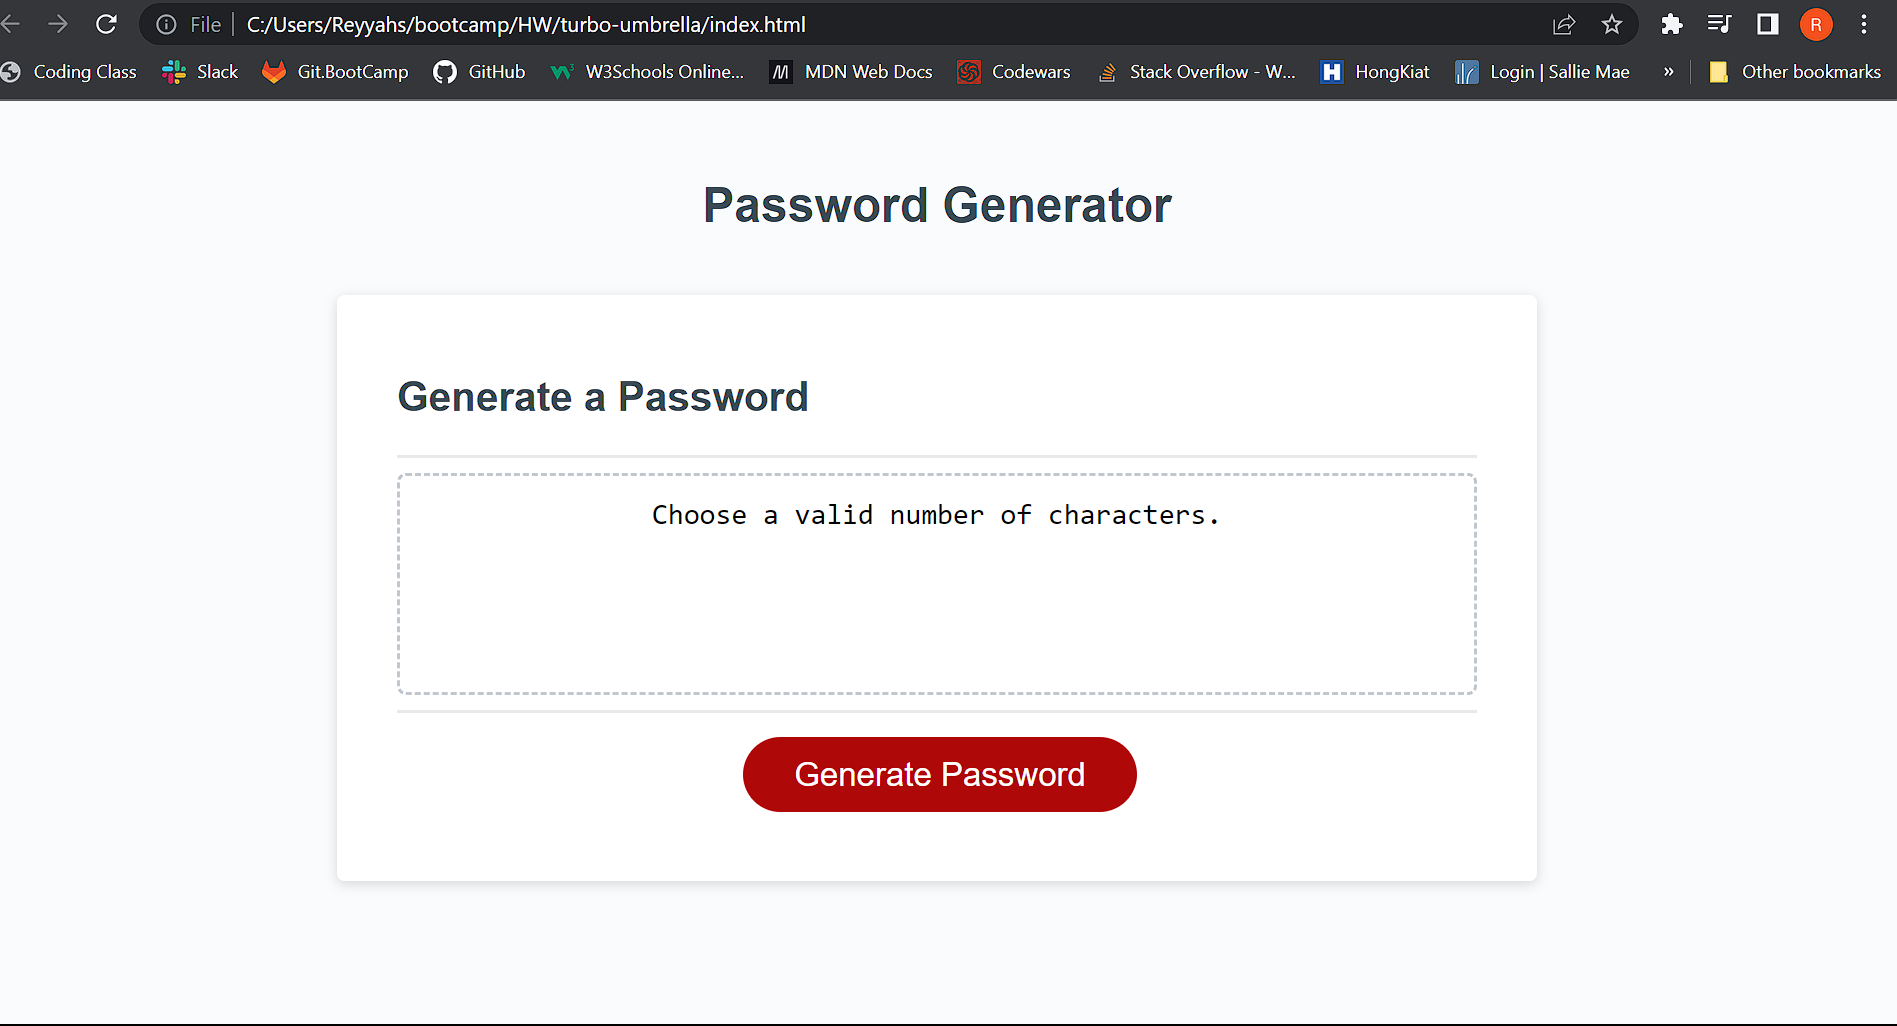 File C:/Users/Reyyahs/bootcamp/HW/turbo-umbrella/index.html R
Coding Class Slack Git.BootCamp GitHub W3Schools Online... MDN Web Docs Codewars Stack Overflow - W... H HongKiat Login | Sallie Mae » Other bookmarks
Password Generator
Generate a Password
Choose a valid number of characters.
Generate Password